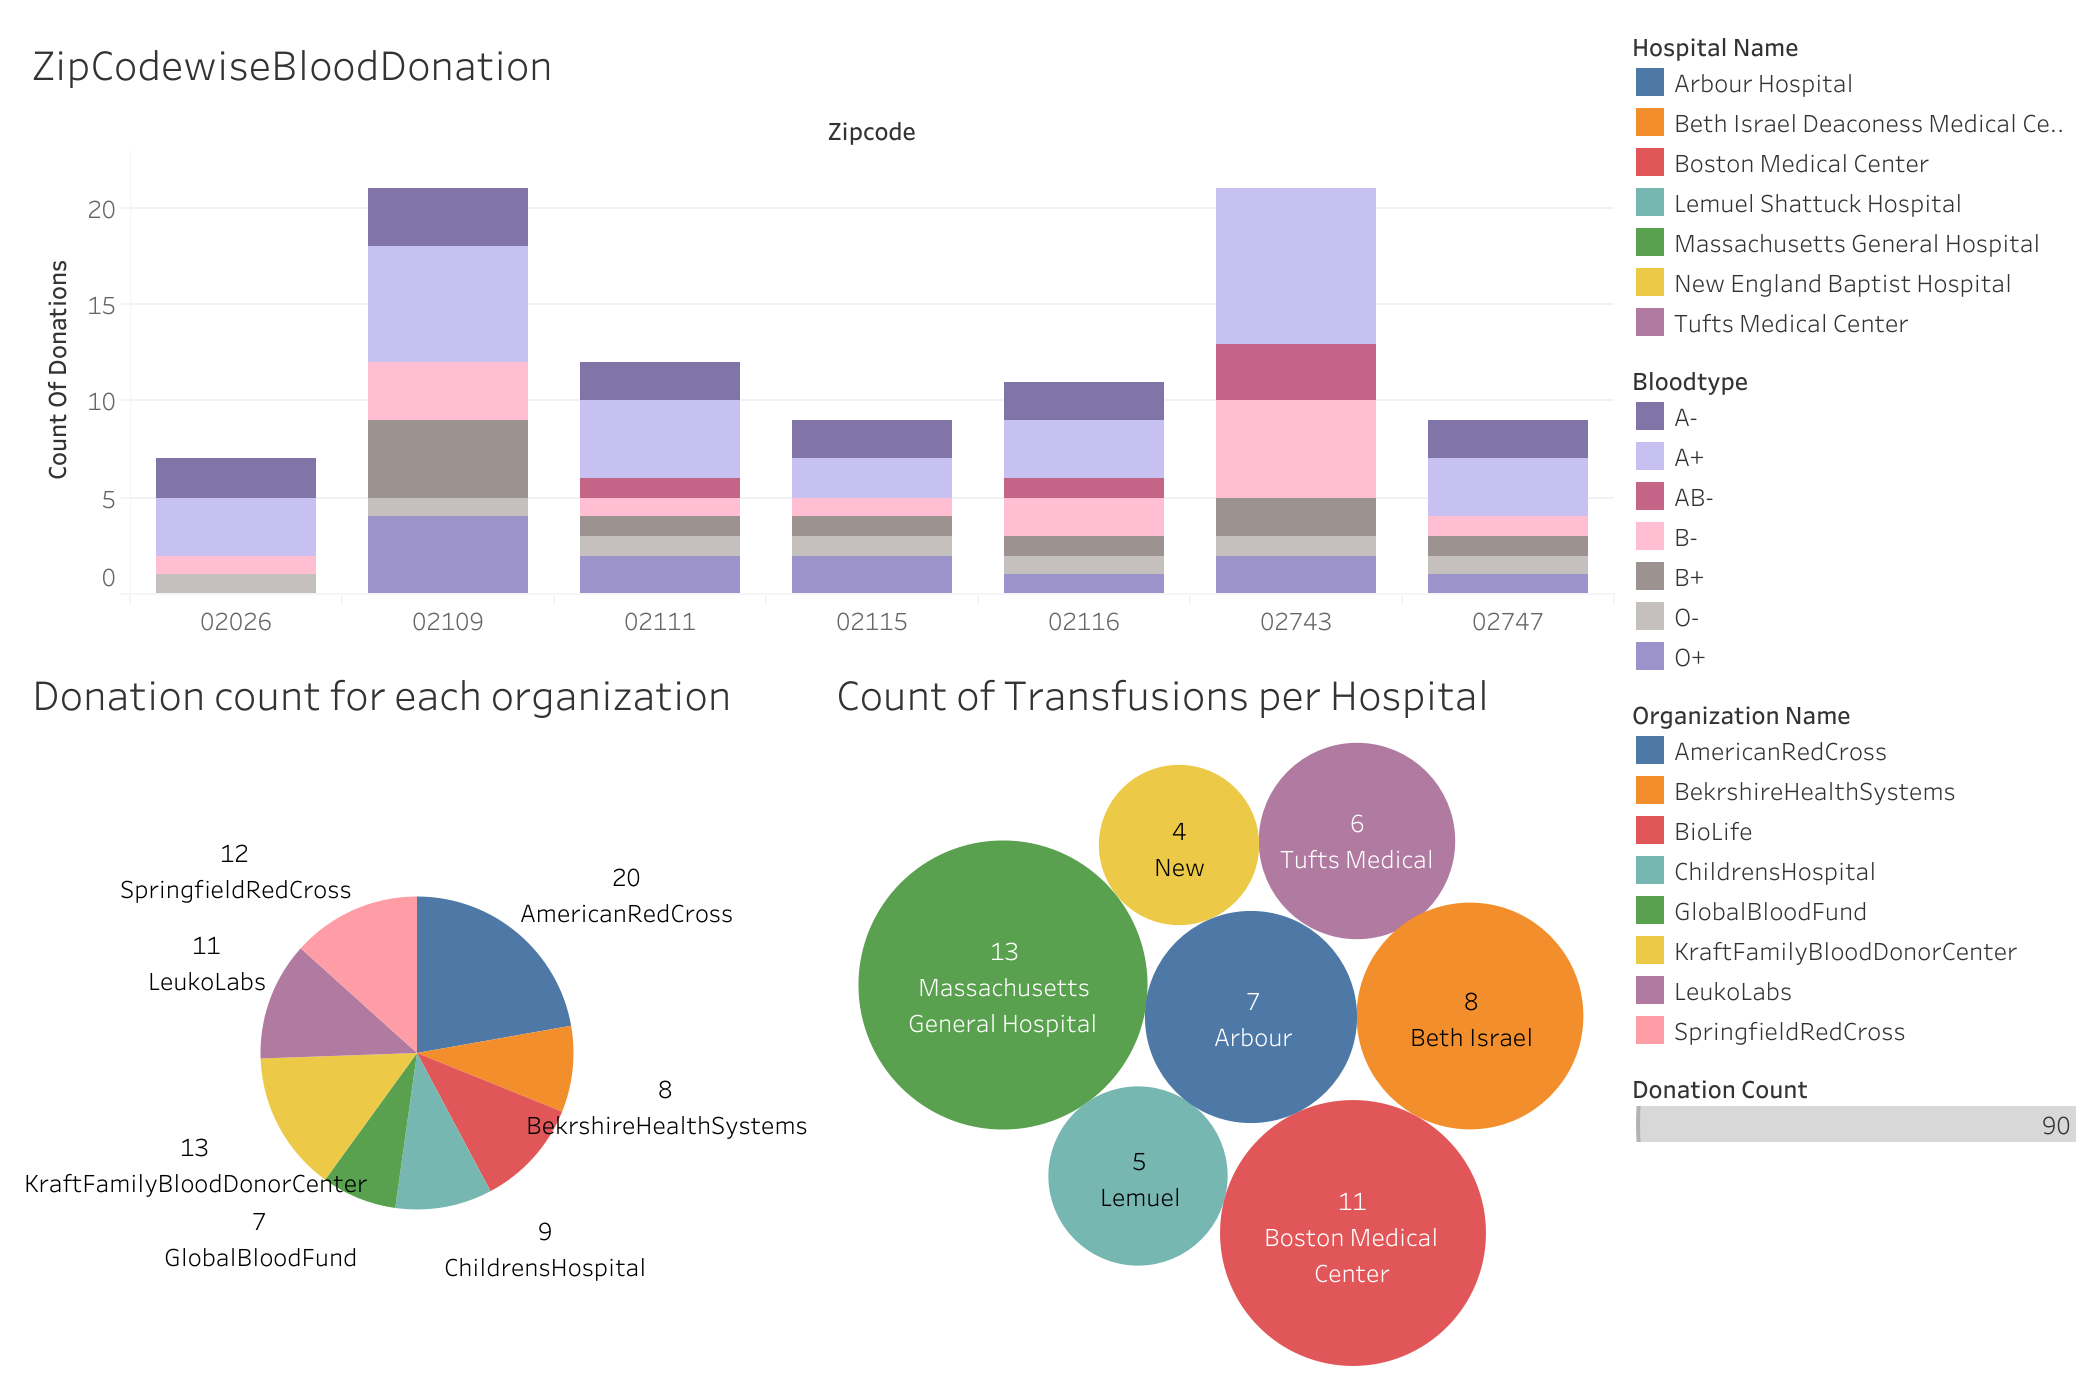 ZipCodewiseBloodDonation
Zipcode
Count Of Donations
20
15
10
5
0
02026
02109
02111
02115
02116
02743
02747
Donation count for each organization
12
SpringfieldRedCross
20
AmericanRedCross
11
LeukoLabs
8
BekrshireHealthSystems
13
KraftFamilyBloodDonorCenter
7
GlobalBloodFund
9
ChildrensHospital
Count of Transfusions per Hospital
4
New
6
Tufts Medical
13
Massachusetts
General Hospital
7
Arbour
8
Beth Israel
5
Lemuel
11
Boston Medical
Center
Hospital Name
Arbour Hospital
Beth Israel Deaconess Medical Ce..
Boston Medical Center
Lemuel Shattuck Hospital
Massachusetts General Hospital
New England Baptist Hospital
Tufts Medical Center
Bloodtype
A-
A+
AB-
B-
B+
O-
O+
Organization Name
AmericanRedCross
BekrshireHealthSystems
BioLife
ChildrensHospital
GlobalBloodFund
KraftFamilyBloodDonorCenter
LeukoLabs
SpringfieldRedCross
Donation Count
90